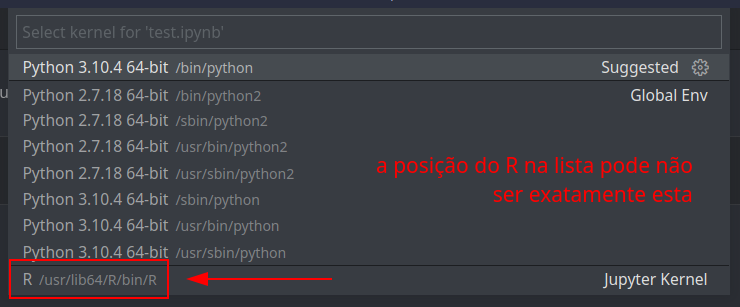 Select kernel for 'test.ipynb'
Python 3.10.4 64-bit /bin/python Suggested
Python 2.7.18 64-bit /bin/python2 Global Env
Python 2.7.18 64-bit /sbin/python2
Python 2.7.18 64-bit /usr/bin/python2
Python 2.7.18 64-bit /usr/sbin/python2
Python 3.10.4 64-bit /sbin/python
Python 3.10.4 64-bit /usr/bin/python
Python 3.10.4 64-bit /usr/sbin/python
R /usr/lib64/R/bin/R Jupyter Kernel
a posição do R na lista pode não
ser exatamente esta